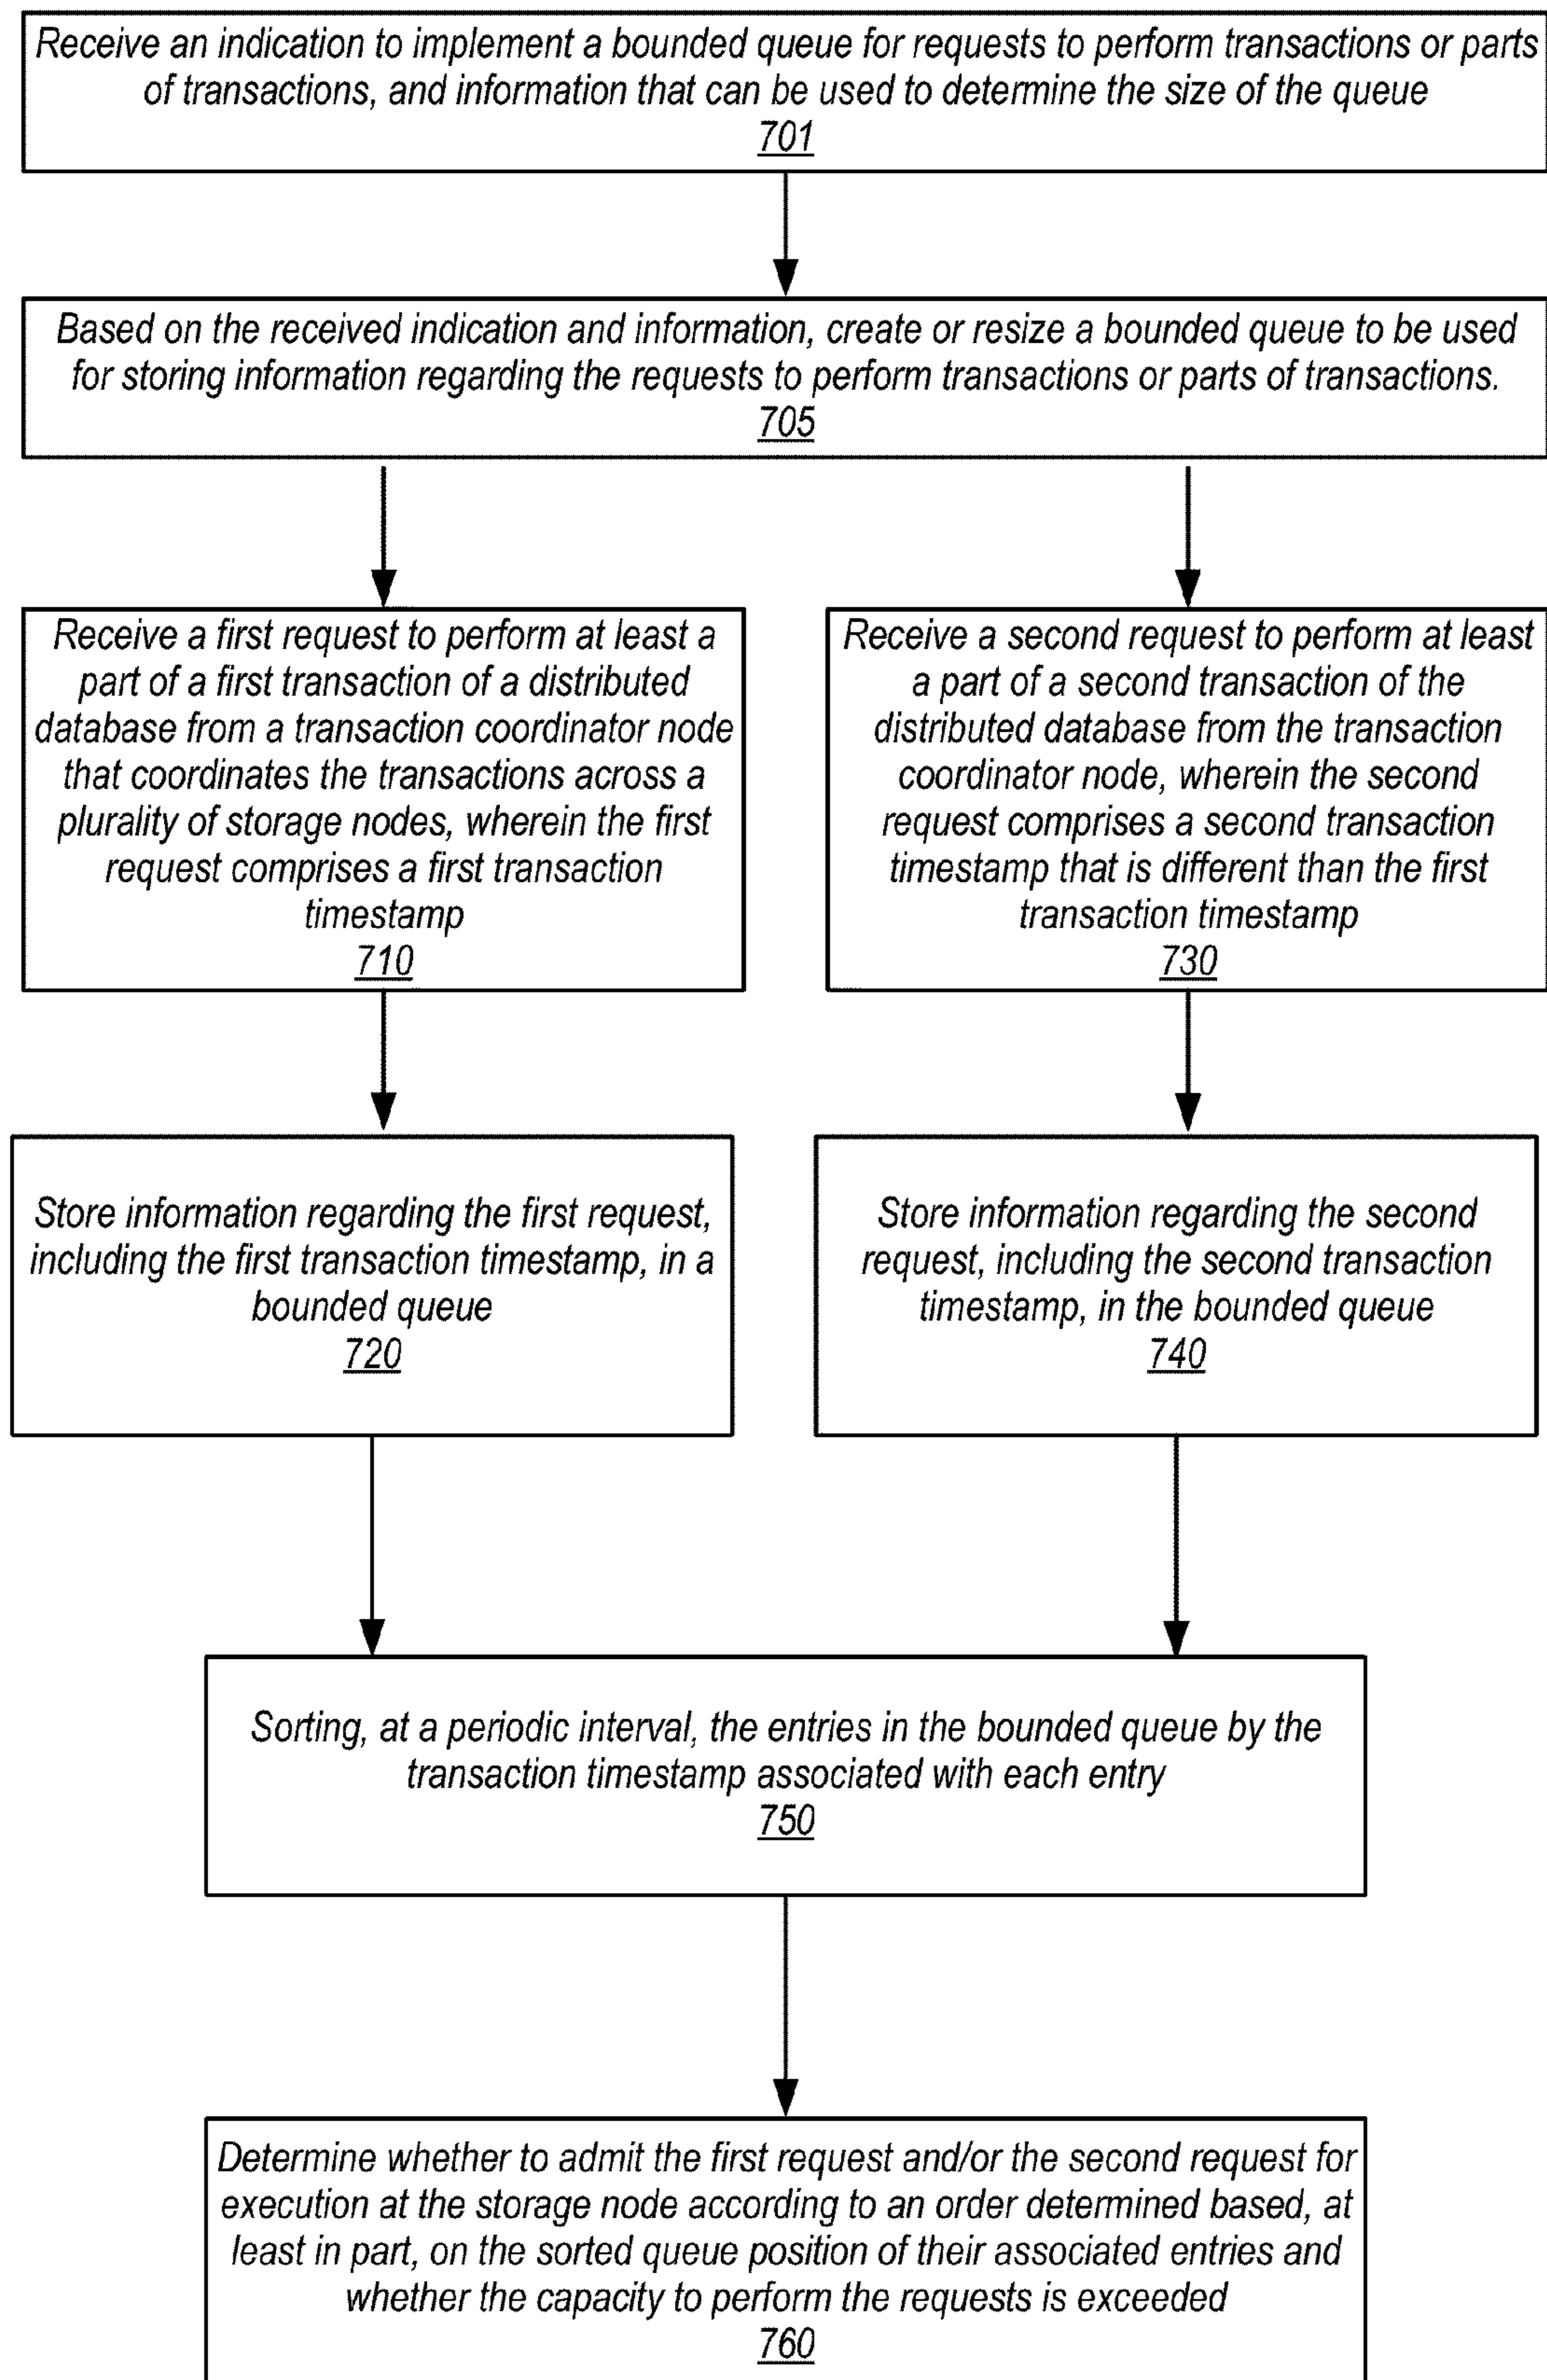 Receive an indication to implement a bounded queue for requests to perform transactions or parts
of transactions, and information that can be used to determine the size of the queue
701
Based on the received indication and information, create or resize a bounded queue to be used
for storing information regarding the requests to perform transactions or parts of transactions.
705
Receive a first request to perform at least a
part of a first transaction of a distributed
database from a transaction coordinator node
that coordinates the transactions across a
plurality of storage nodes, wherein the first
request comprises a first transaction
timestamp
710
Receive a second request to perform at least
a part of a second transaction of the
distributed database from the transaction
coordinator node, wherein the second
request comprises a second transaction
timestamp that is different than the first
transaction timestamp
730
Store information regarding the first request,
including the first transaction timestamp, in a
bounded queue
720
Store information regarding the second
request, including the second transaction
timestamp, in the bounded queue
740
Sorting, at a periodic interval, the entries in the bounded queue by the
transaction timestamp associated with each entry
750
Determine whether to admit the first request and/or the second request for
execution at the storage node according to an order determined based, at
least in part, on the sorted queue position of their associated entries and
whether the capacity to perform the requests is exceeded
760